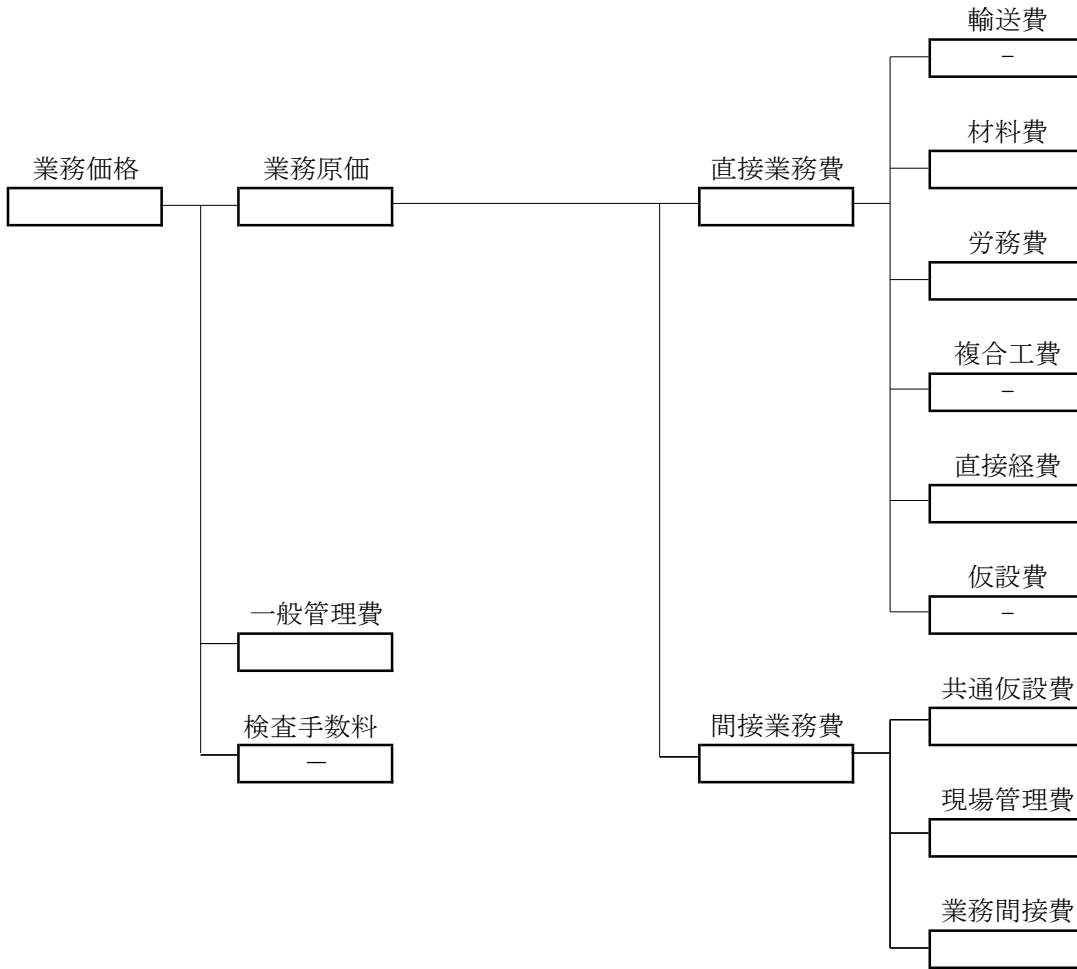 輸送費
－
材料費
業務価格
業務原価
直接業務費
労務費
複合工費
－
直接経費
仮設費
－
一般管理費
検査手数料
－
間接業務費
共通仮設費
現場管理費
業務間接費